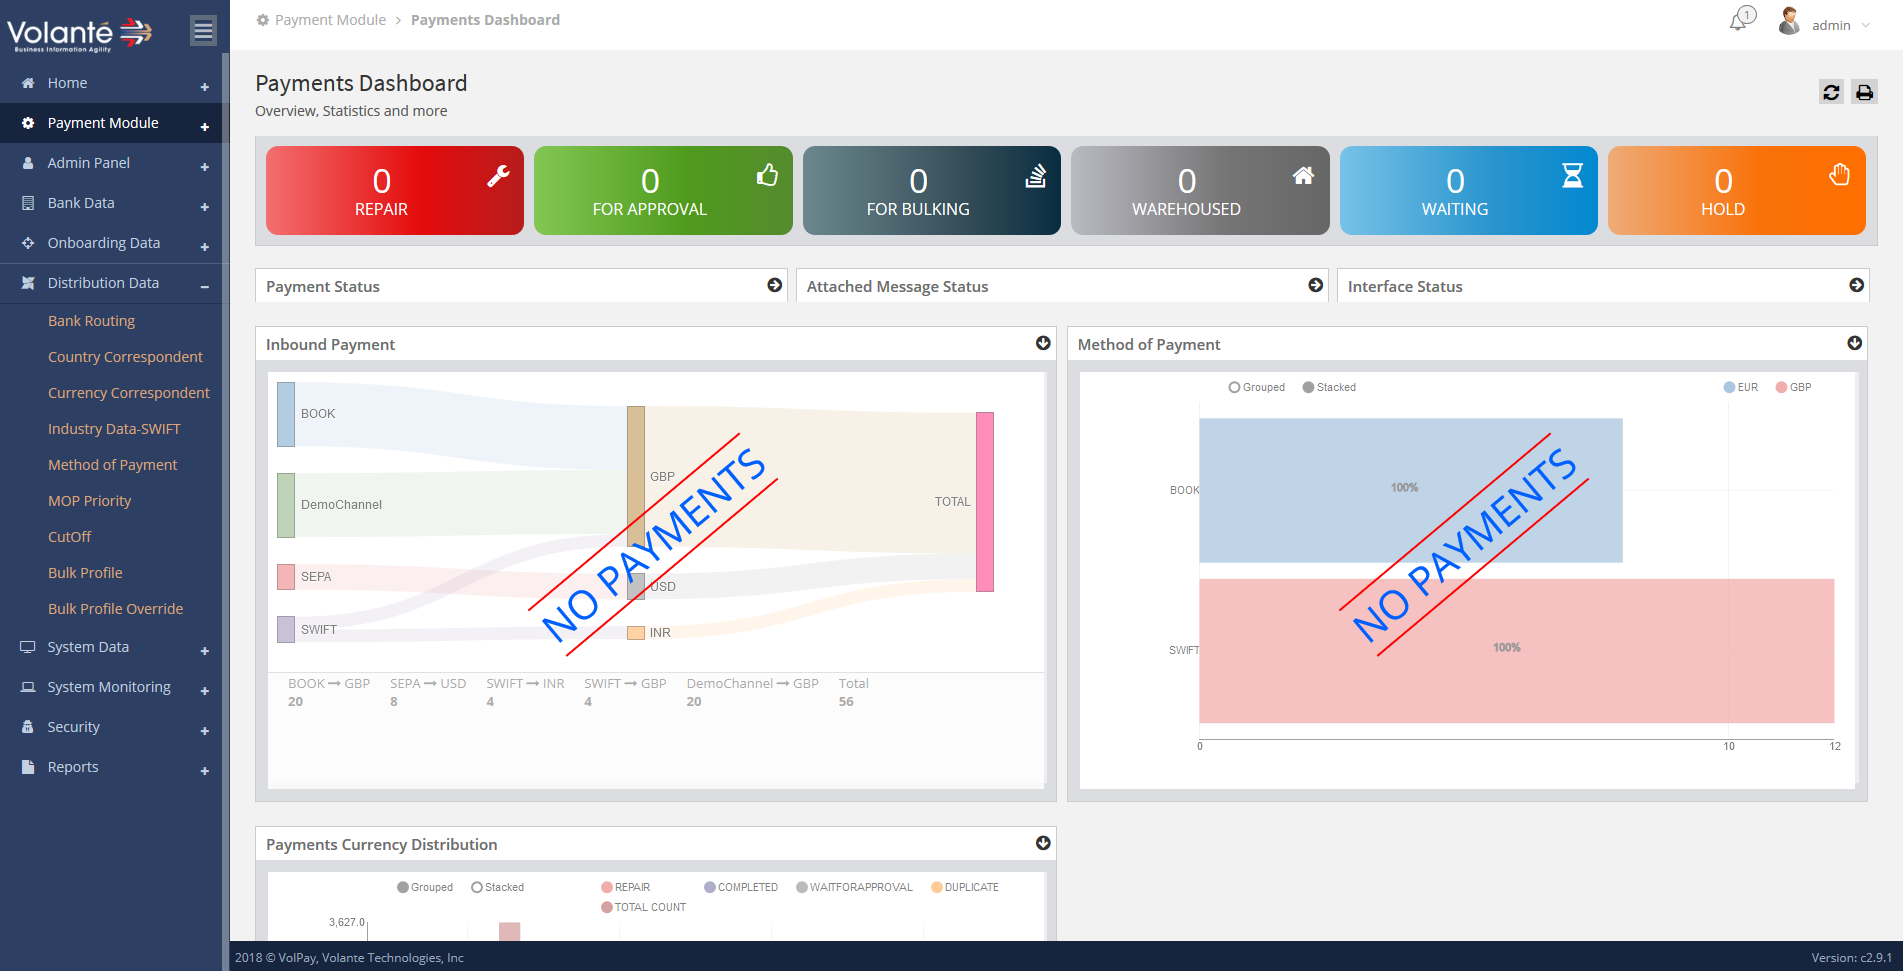 Volanté
Business Information Agility
Payment Module > Payments Dashboard
1
admin
Home
Payment Module
Admin Panel
Bank Data
Onboarding Data
Distribution Data
Bank Routing
Country Correspondent
Currency Correspondent
Industry Data-SWIFT
Method of Payment
MOP Priority
CutOff
Bulk Profile
Bulk Profile Override
System Data
System Monitoring
Security
Reports
Payments Dashboard
Overview, Statistics and more
0
REPAIR
0
FOR APPROVAL
0
FOR BULKING
0
WAREHOUSED
0
WAITING
0
HOLD
Payment Status
Attached Message Status
Interface Status
Inbound Payment
BOOK
DemoChannel
SEPA
SWIFT
GBP
USD
INR
TOTAL
NO PAYMENTS
BOOK → GBP SEPA → USD SWIFT → INR SWIFT → GBP DemoChannel → GBP Total
20 8 4 4 20 56
Method of Payment
Grouped Stacked EUR GBP
BOOK
100%
SWIFT
100%
NO PAYMENTS
0 10 12
Payments Currency Distribution
Grouped Stacked REPAIR COMPLETED WAITFORAPPROVAL DUPLICATE
TOTAL COUNT
3,627.0
2018 © VolPay, Volante Technologies, Inc
Version: c2.9.1